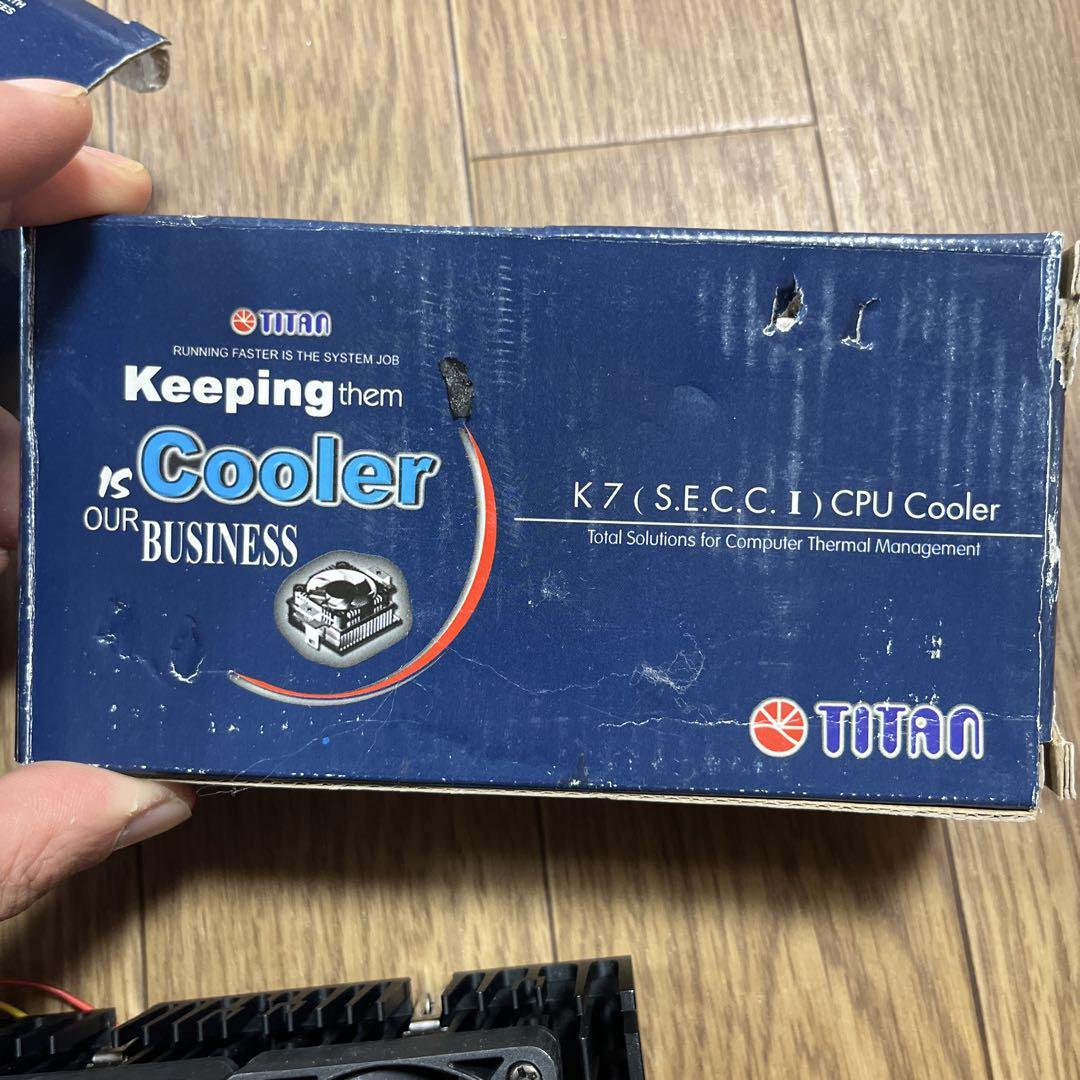 TITAN
RUNNING FASTER IS THE SYSTEM JOB
Keeping them
IS Cooler
OUR BUSINESS
K7 ( S.E.C.C. I ) CPU Cooler
Total Solutions for Computer Thermal Management
TITAN